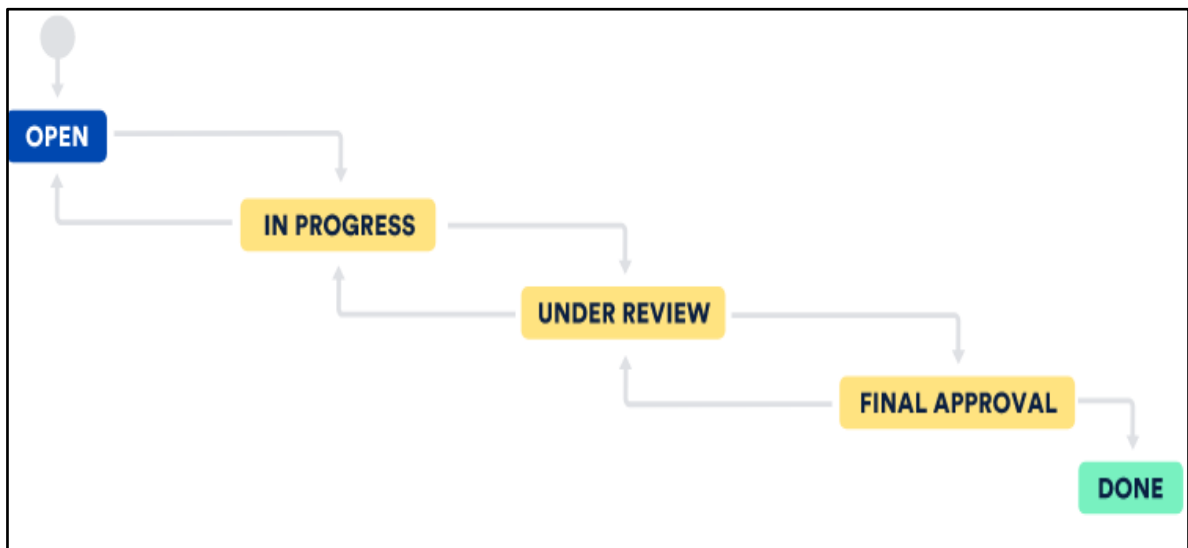 OPEN
IN PROGRESS
UNDER REVIEW
FINAL APPROVAL
DONE